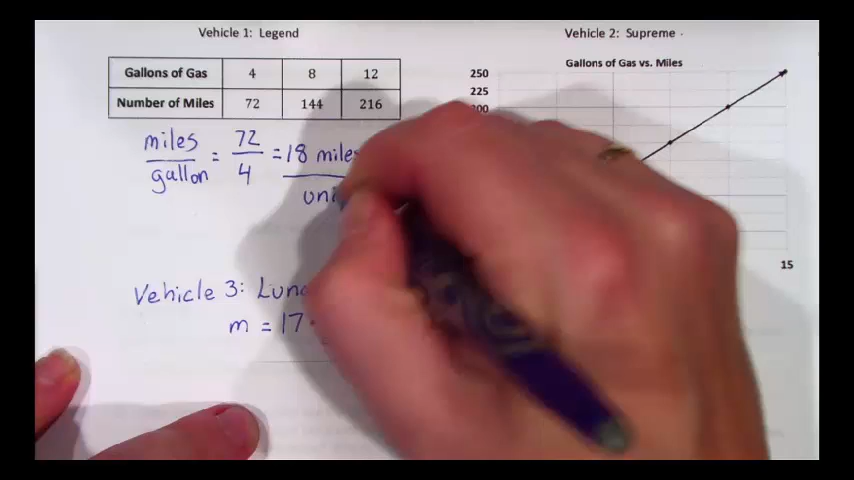 Vehicle 1: Legend
Gallons of Gas 4 8 12
Number of Miles 72 144 216
miles
gallon
= 72
4
= 18 miles
Vehicle 3:
m = 17
Vehicle 2: Supreme
Gallons of Gas vs. Miles
250
225
15